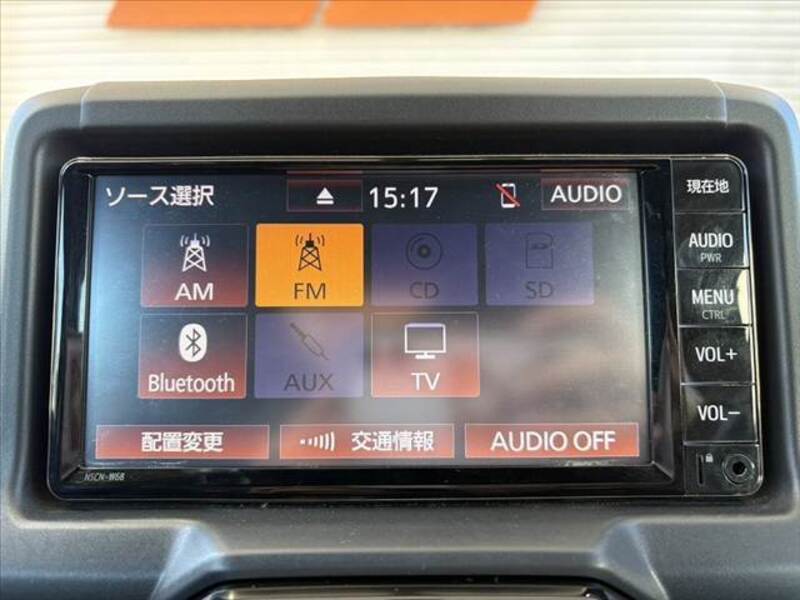 ソース選択 15:17 AUDIO
AM FM CD SD
Bluetooth AUX TV
配置変更 交通情報 AUDIO OFF
NSCN-W68
現在地
AUDIO
PWR
MENU
CTRL
VOL+
VOL−